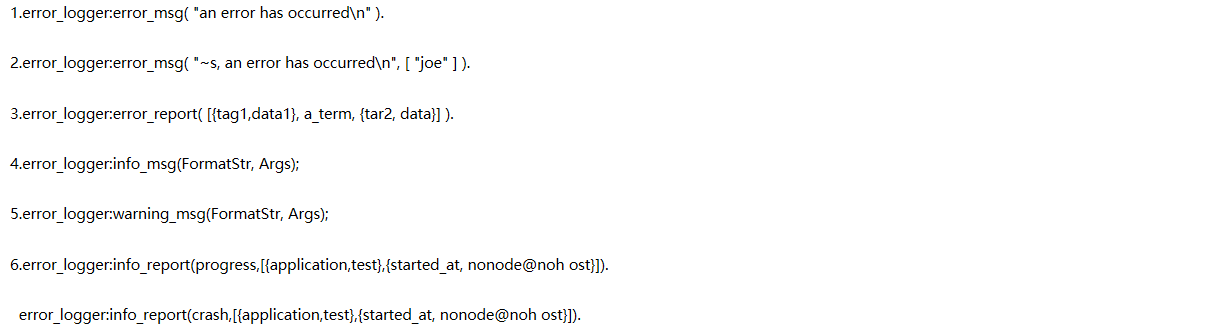 1.error_logger:error_msg( "an error has occurred\n" ).
2.error_logger:error_msg( "~s, an error has occurred\n", [ "joe" ] ).
3.error_logger:error_report( [{tag1,data1}, a_term, {tar2, data}] ).
4.error_logger:info_msg(FormatStr, Args);
5.error_logger:warning_msg(FormatStr, Args);
6.error_logger:info_report(progress,[{application,test},{started_at, nonode@noh ost}]).
error_logger:info_report(crash,[{application,test},{started_at, nonode@noh ost}]).